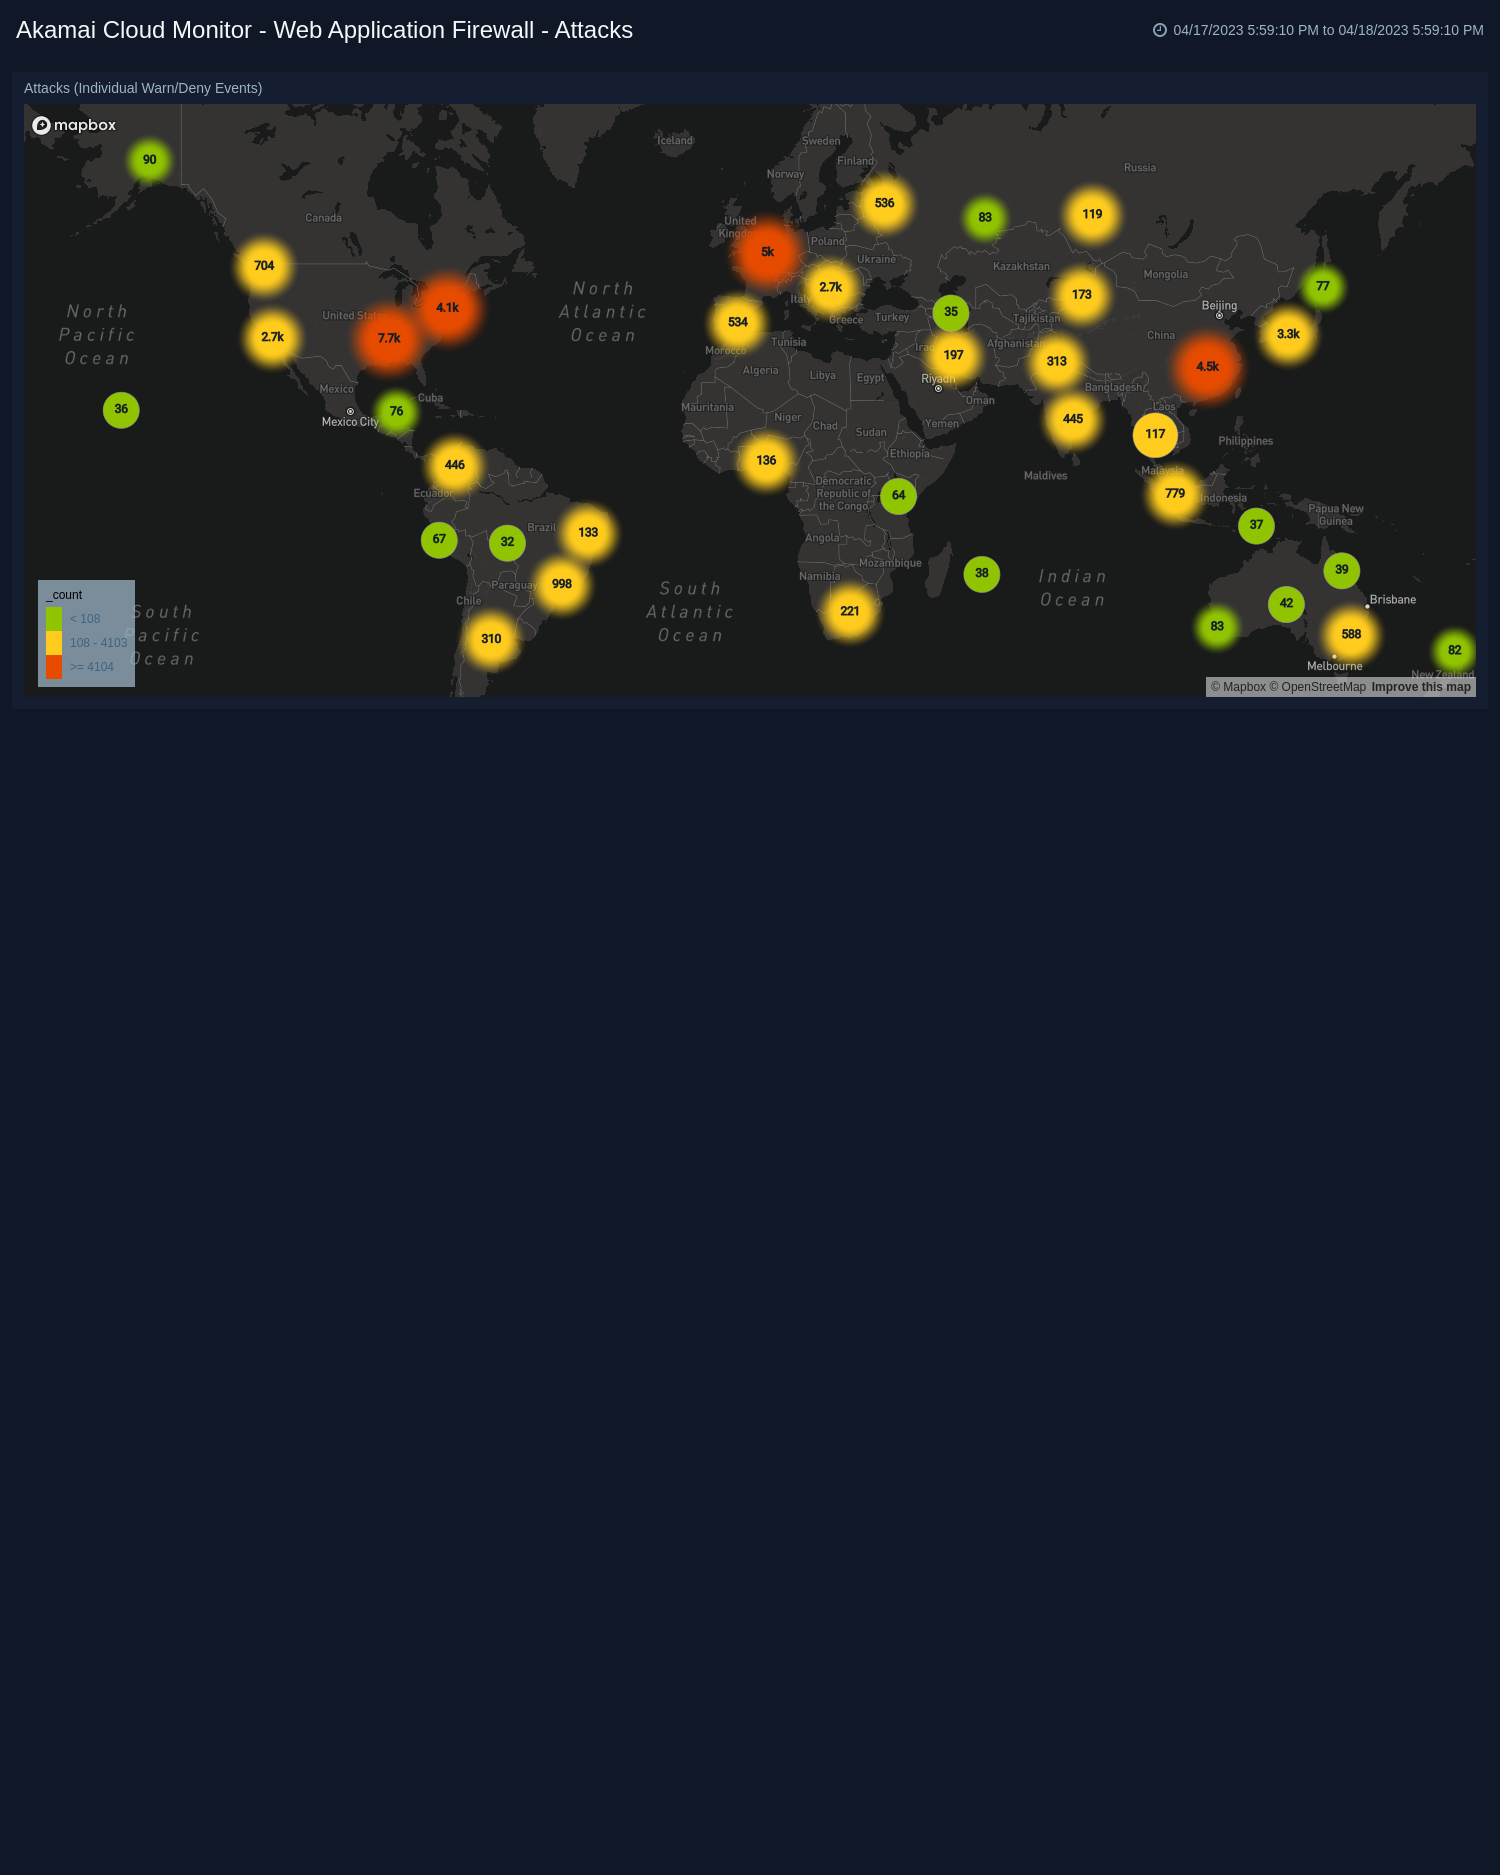 Akamai Cloud Monitor - Web Application Firewall - Attacks
04/17/2023 5:59:10 PM to 04/18/2023 5:59:10 PM
Attacks (Individual Warn/Deny Events)
mapbox
Iceland
Sweden
Finland
Norway
Russia
90
Canada
United
Kingdom
536
83
119
Poland
Ukraine
5k
704
Kazakhstan
Mongolia
North
Atlantic
Ocean
2.7k
Italy
173
77
Beijing
North
Pacific
Ocean
United States
4.1k
7.7k
2.7k
534
Greece
Turkey
35
Tajikistan
China
3.3k
Morocco
Tunisia
Iraq
197
Afghanistan
313
4.5k
Algeria
Libya
Egypt
Riyadh
Bangladesh
Mexico
Cuba
36
Mexico City
76
Mauritania
Niger
Chad
Sudan
Oman
Yemen
445
Laos
117
Philippines
446
136
Ethiopia
Maldives
Malaysia
Ecuador
Democratic
Republic of
the Congo
64
779
Indonesia
Papua New
Guinea
67
32
Brazil
133
Angola
37
Mozambique
Namibia
38
Indian
Ocean
39
998
Paraguay
Chile
South
Atlantic
Ocean
221
42
Brisbane
310
83
588
Melbourne
82
New Zealand
South
Pacific
Ocean
_count
< 108
108 - 4103
>= 4104
© Mapbox © OpenStreetMap Improve this map